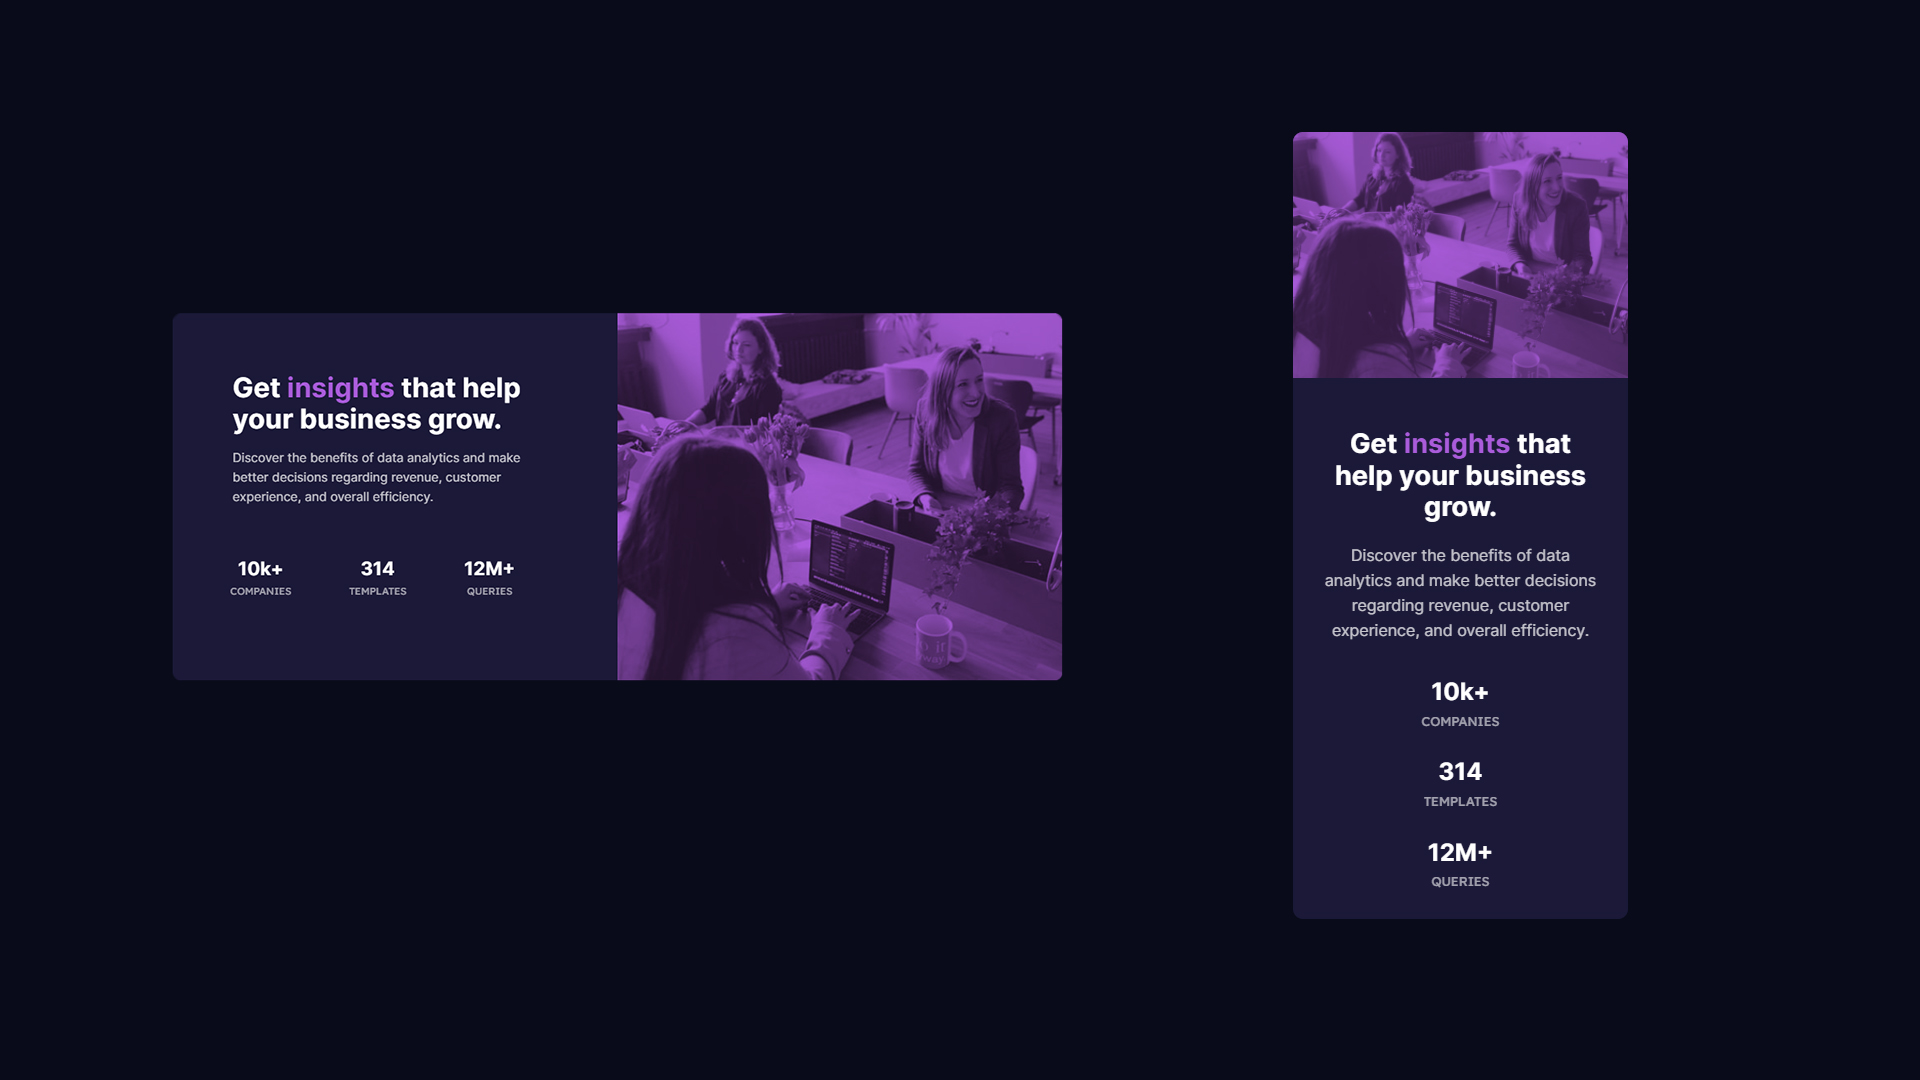 Get insights that help
your business grow.
Discover the benefits of data analytics and make
better decisions regarding revenue, customer
experience, and overall efficiency.
10k+ 314 12M+
COMPANIES TEMPLATES QUERIES
Get insights that
help your business
grow.
Discover the benefits of data
analytics and make better decisions
regarding revenue, customer
experience, and overall efficiency.
10k+
COMPANIES
314
TEMPLATES
12M+
QUERIES